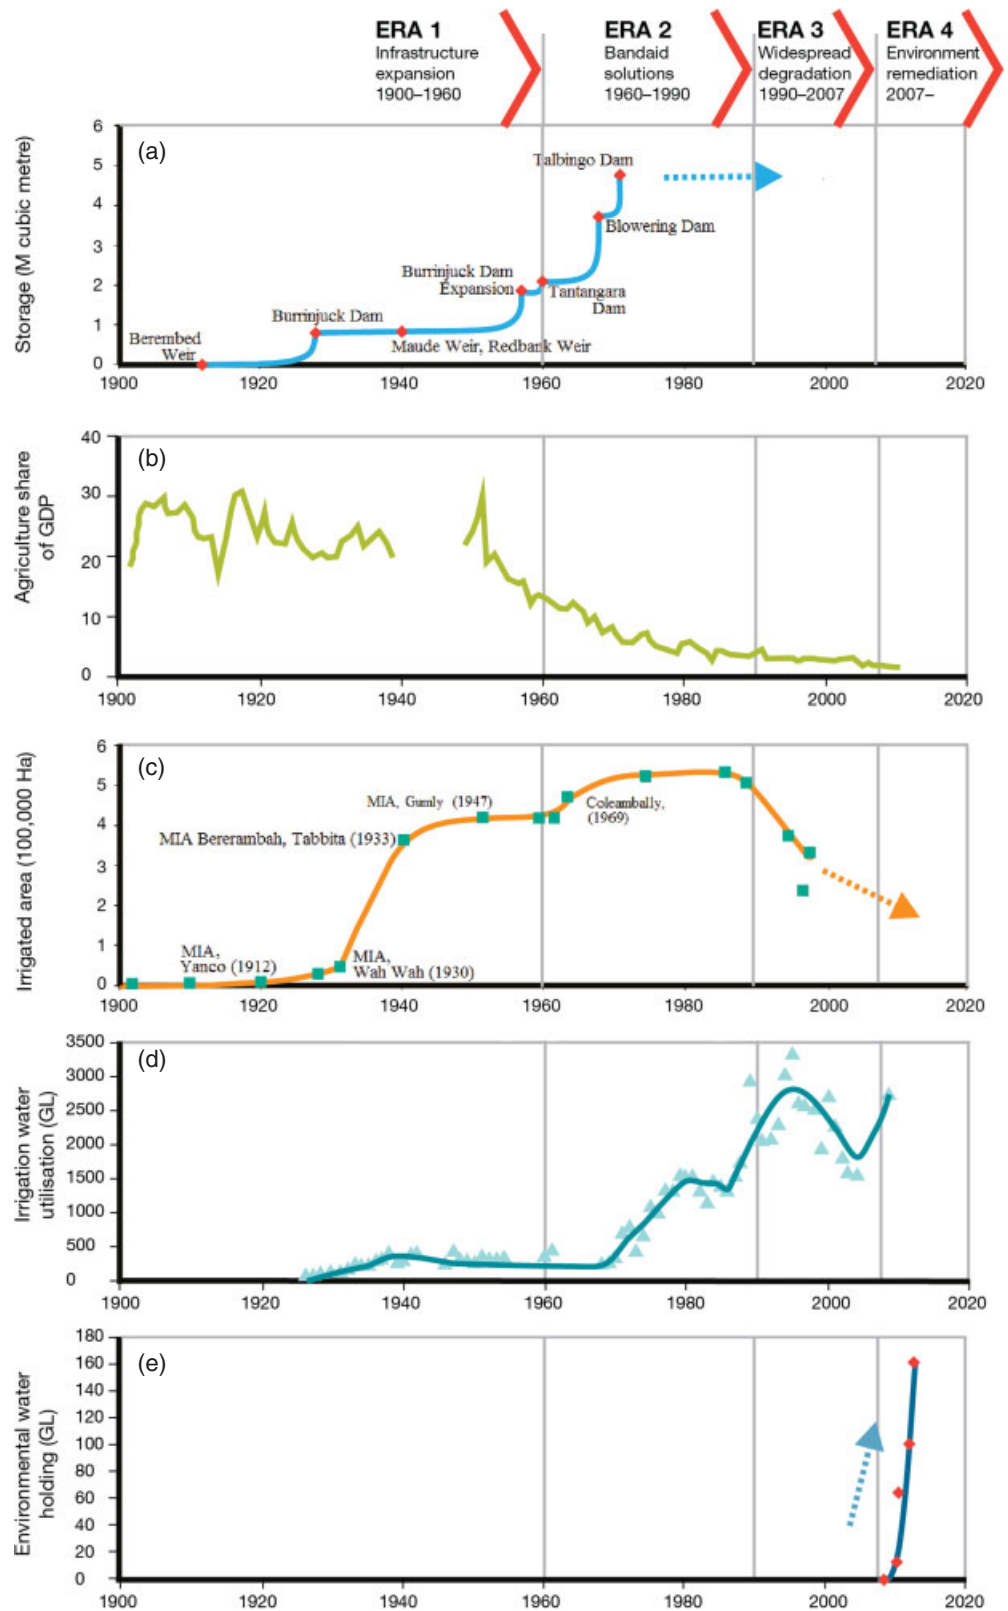 ERA 1
Infrastructure
expansion
1900–1960
ERA 2
Bandaid
solutions
1960–1990
ERA 3
Widespread
degradation
1990–2007
ERA 4
Environment
remediation
2007–
(a)
Storage (M cubic metre)
6
5
4
3
2
1
0
Berembed
Weir
Burrinjuck Dam
Maude Weir, Redbank Weir
Burrinjuck Dam
Expansion
Tantangara
Dam
Blowering Dam
Talbingo Dam
1900 1920 1940 1960 1980 2000 2020
(b)
Agriculture share
of GDP
40
30
20
10
0
1900 1920 1940 1960 1980 2000 2020
(c)
Irrigated area (100,000 Ha)
6
5
4
3
2
1
0
MIA,
Yanco (1912)
MIA,
Wah Wah (1930)
MIA Bererambah, Tabbita (1933)
MIA, Gumly (1947)
Coleambally,
(1969)
1900 1920 1940 1960 1980 2000 2020
(d)
Irrigation water
utilisation (GL)
3500
3000
2500
2000
1500
1000
500
0
1900 1920 1940 1960 1980 2000 2020
(e)
Environmental water
holding (GL)
180
160
140
120
100
80
60
40
20
0
1900 1920 1940 1960 1980 2000 2020